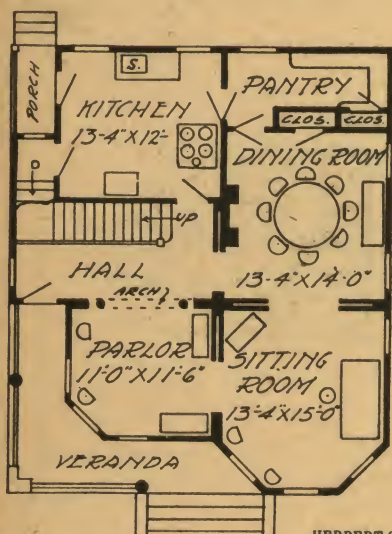 PORCH
S.
KITCHEN
13-4"X12-
PANTRY
CLOS.
CLOS.
DINING ROOM
13-4"X14-0"
UP
HALL
ARCH
PARLOR
11-0"X11-6"
SITTING
ROOM
13-4"X15-0"
VERANDA